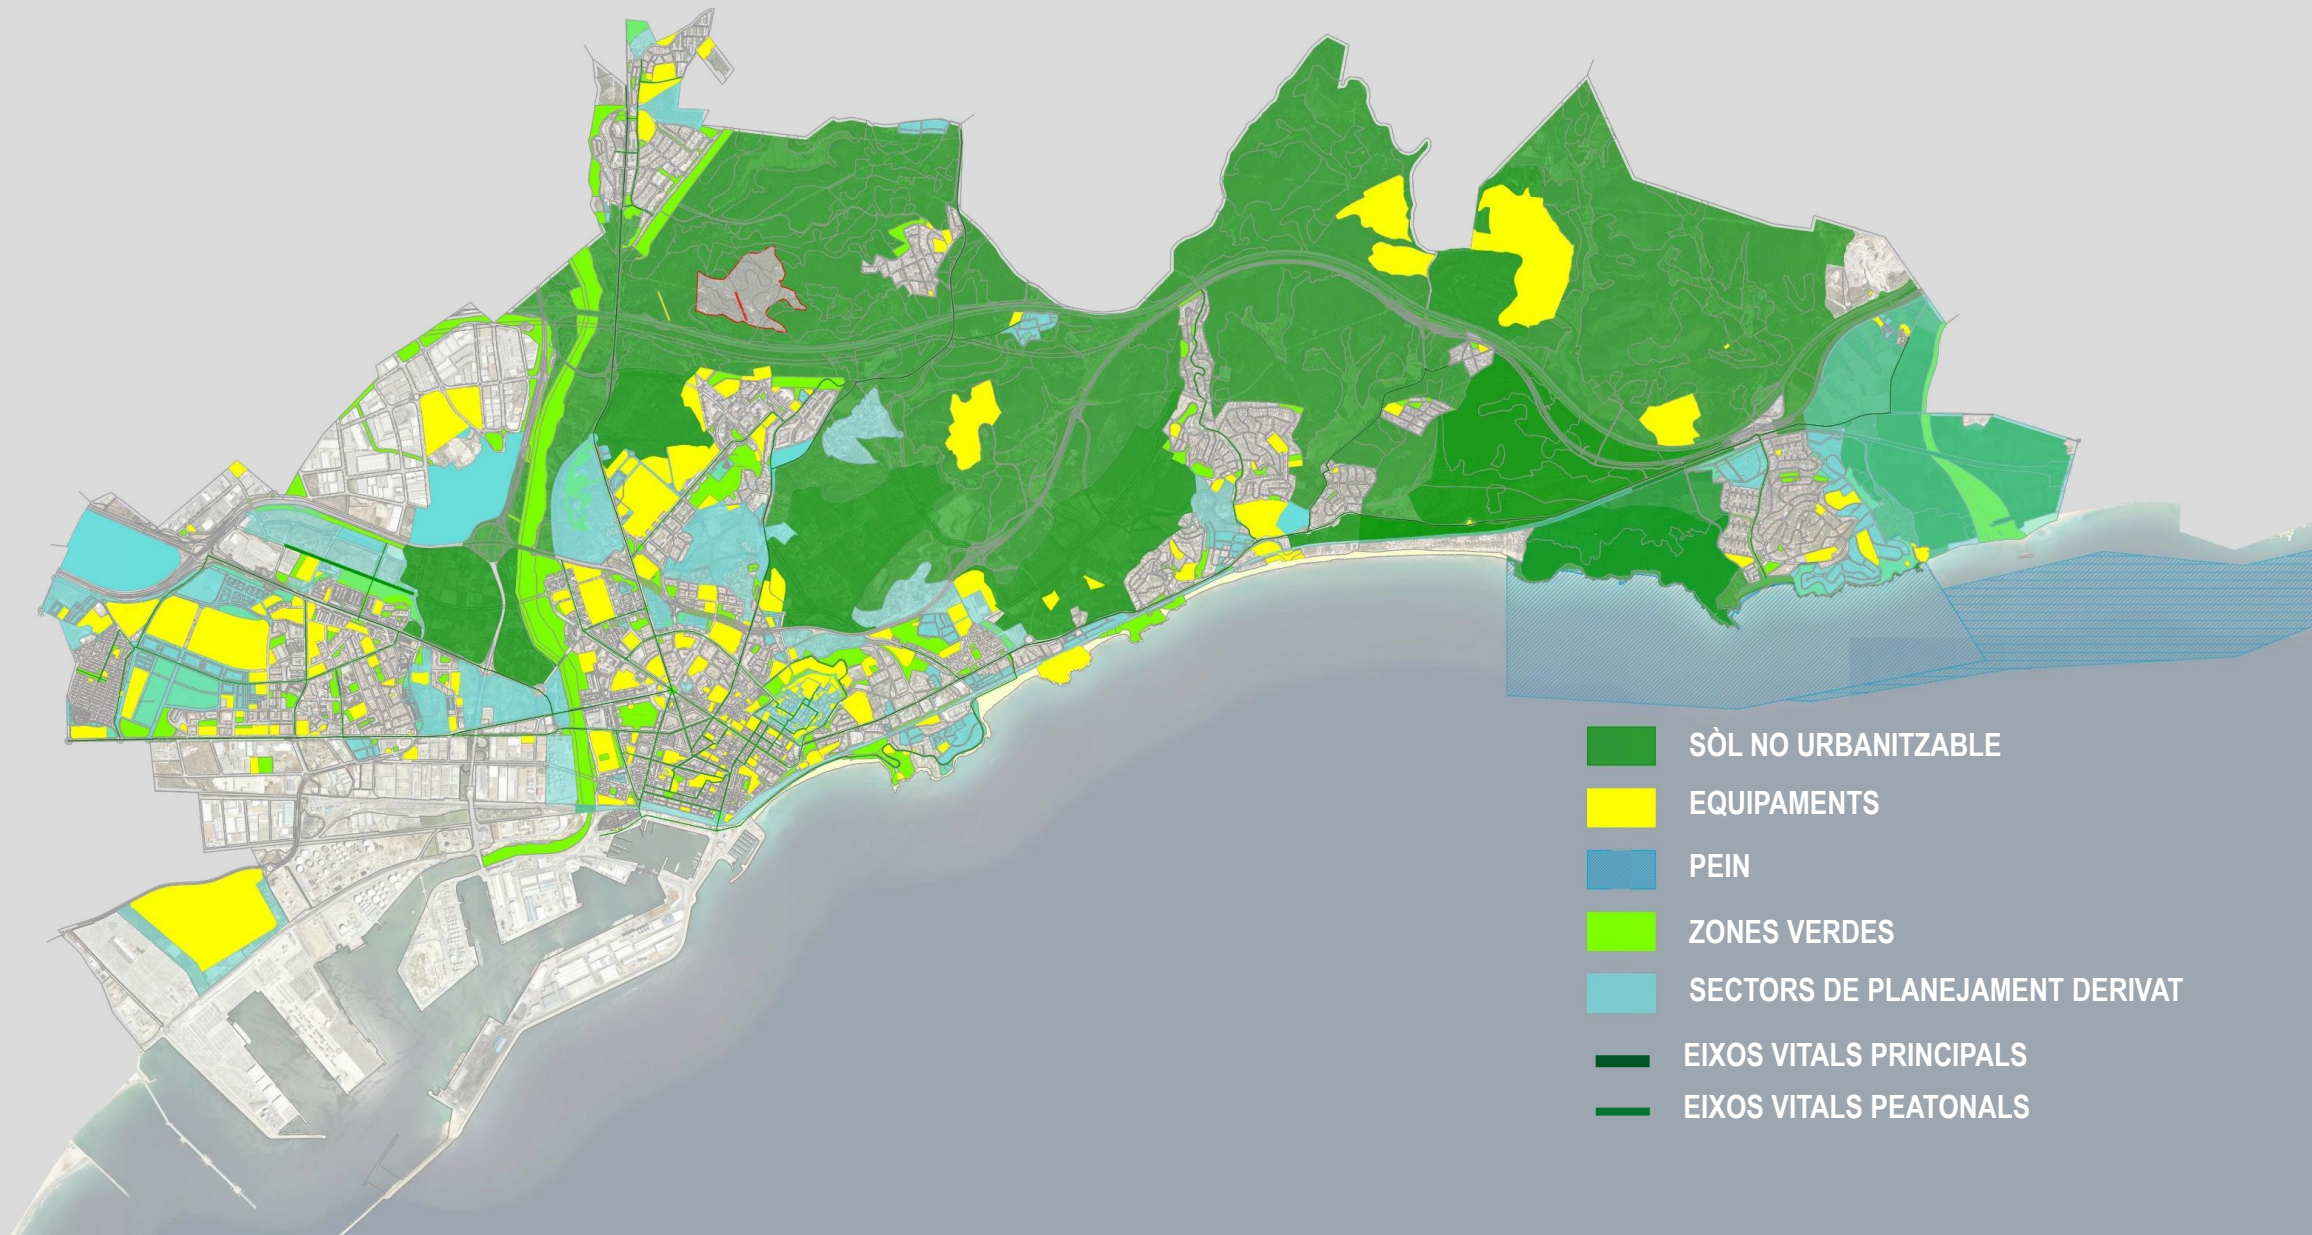 SÒL NO URBANITZABLE
EQUIPAMENTS
PEIN
ZONES VERDES
SECTORS DE PLANEJAMENT DERIVAT
EIXOS VITALS PRINCIPALS
EIXOS VITALS PEATONALS